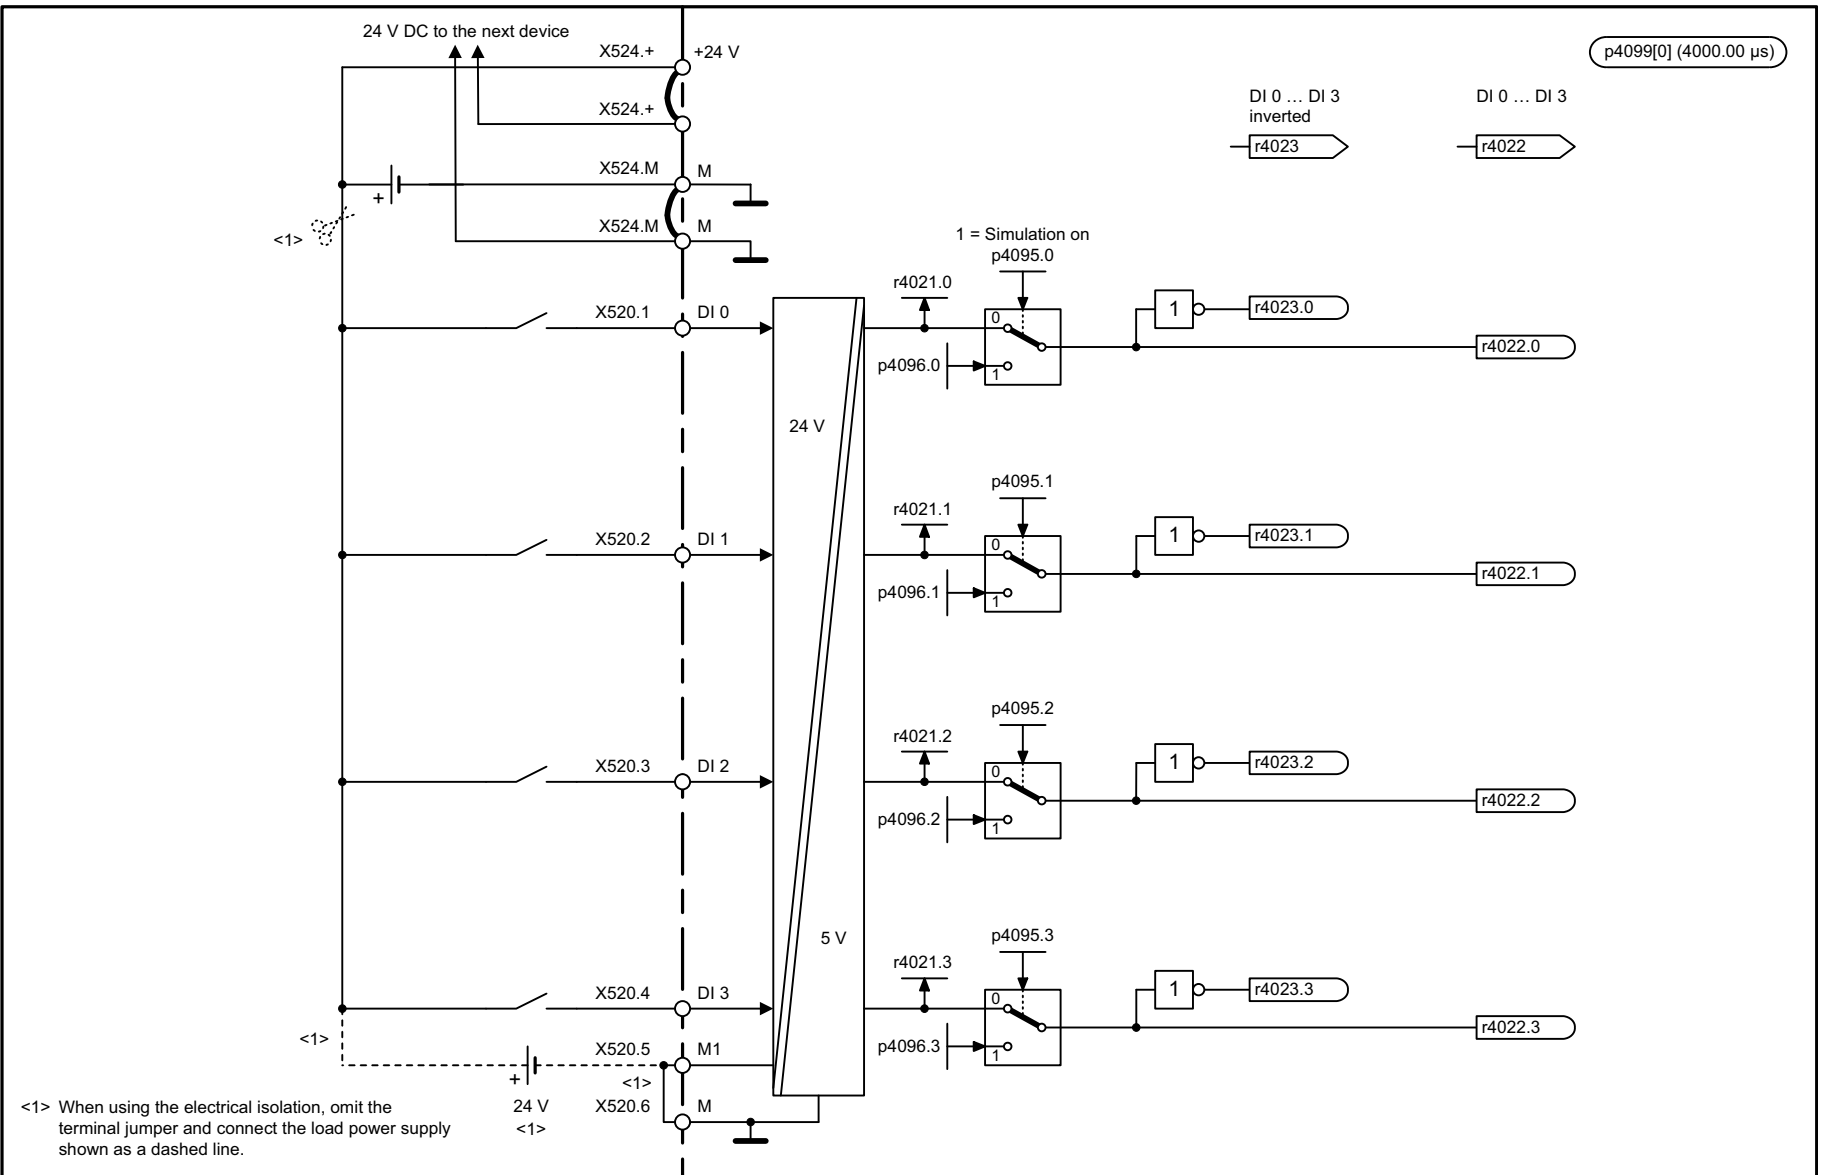 24 V DC to the next device
X524.+
+24 V
p4099[0] (4000.00 µs)
X524.+
DI 0 … DI 3
inverted
DI 0 … DI 3
r4023
r4022
X524.M
M
+
<1>
X524.M
M
1 = Simulation on
p4095.0
r4021.0
X520.1
DI 0
0
1
r4023.0
r4022.0
p4096.0
1
24 V
p4095.1
r4021.1
X520.2
DI 1
0
1
r4023.1
r4022.1
p4096.1
1
p4095.2
r4021.2
X520.3
DI 2
0
1
r4023.2
r4022.2
p4096.2
1
5 V
p4095.3
r4021.3
X520.4
DI 3
0
1
r4023.3
r4022.3
p4096.3
1
<1>
X520.5
M1
+
<1>
24 V
<1>
X520.6
M
<1> When using the electrical isolation, omit the
terminal jumper and connect the load power supply
shown as a dashed line.